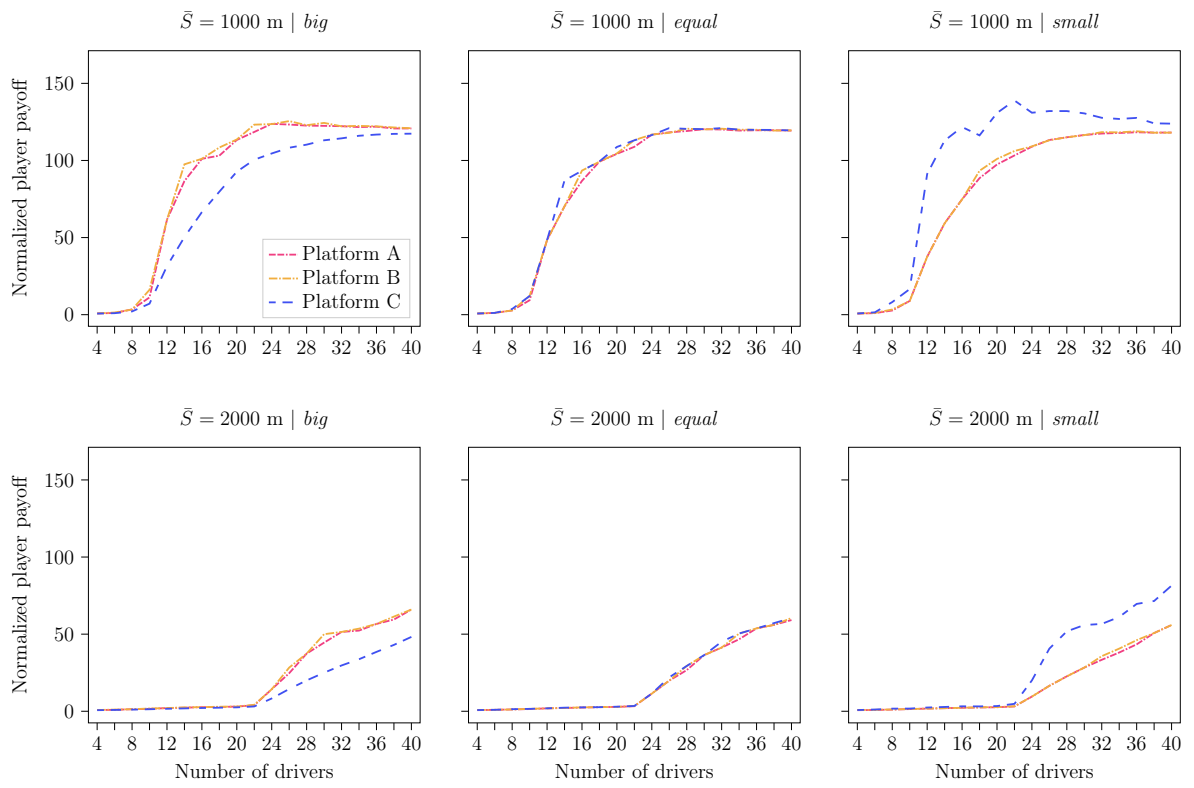 S̄ = 1000 m | big
S̄ = 1000 m | equal
S̄ = 1000 m | small
Normalized player payoff
150
100
50
0
Platform A
Platform B
Platform C
4 8 12 16 20 24 28 32 36 40
4 8 12 16 20 24 28 32 36 40
4 8 12 16 20 24 28 32 36 40
S̄ = 2000 m | big
S̄ = 2000 m | equal
S̄ = 2000 m | small
Normalized player payoff
150
100
50
0
4 8 12 16 20 24 28 32 36 40
4 8 12 16 20 24 28 32 36 40
4 8 12 16 20 24 28 32 36 40
Number of drivers
Number of drivers
Number of drivers